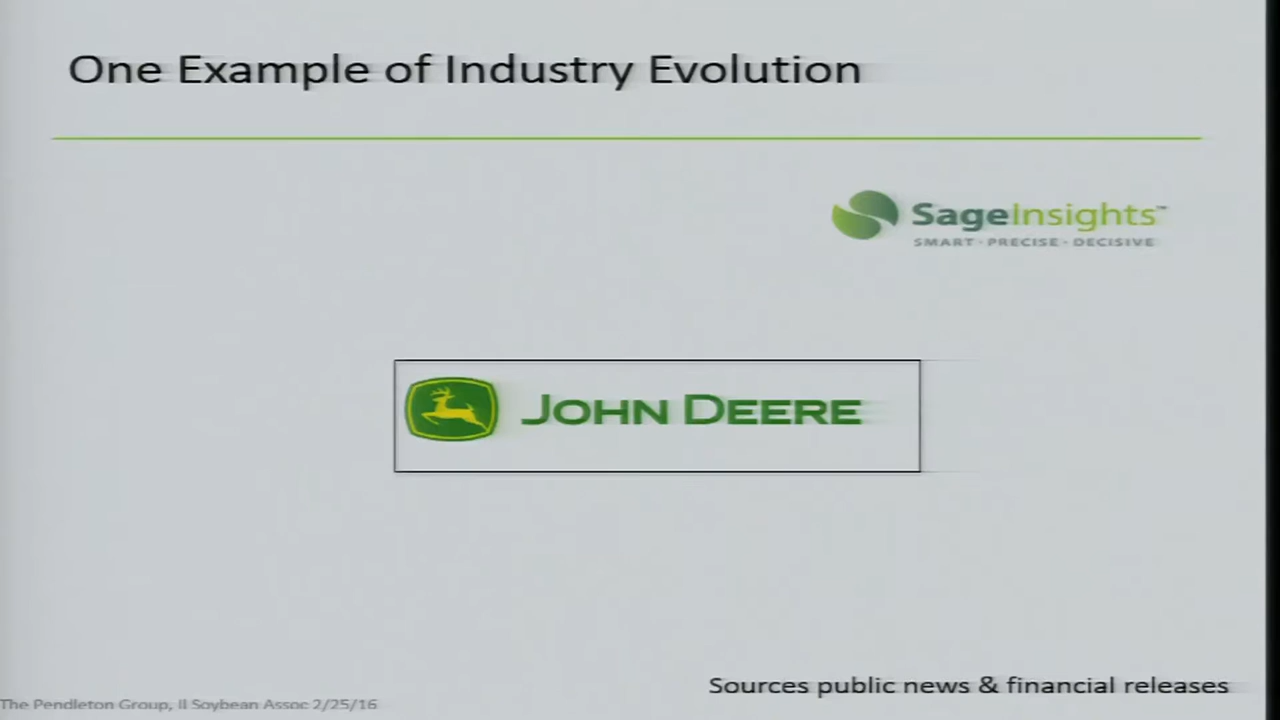 One Example of Industry Evolution
SageInsights™
SMART · PRECISE · DECISIVE
JOHN DEERE
Sources public news & financial releases
The Pendleton Group, Il Soybean Assoc 2/25/16